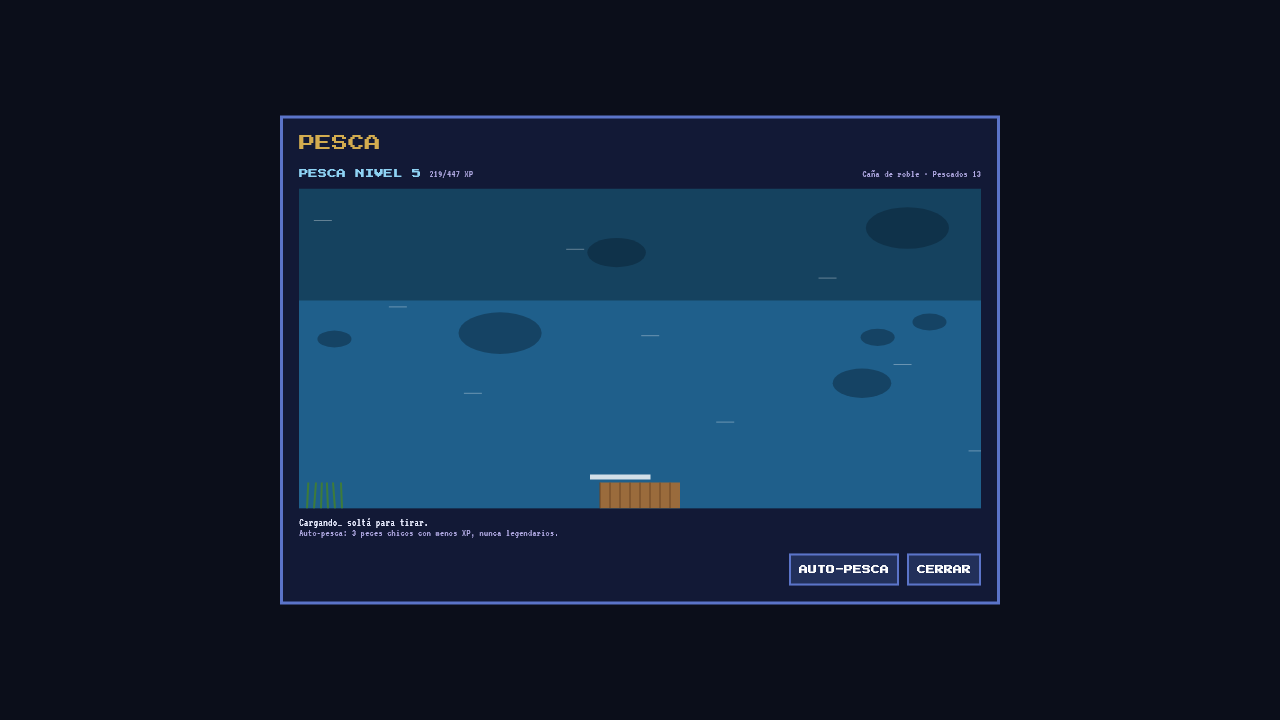 PESCA
PESCA NIVEL 5 219/447 XP
Caña de roble · Pescados 13
Cargando… soltá para tirar.
Auto-pesca: 3 peces chicos con menos XP, nunca legendarios.
AUTO-PESCA CERRAR